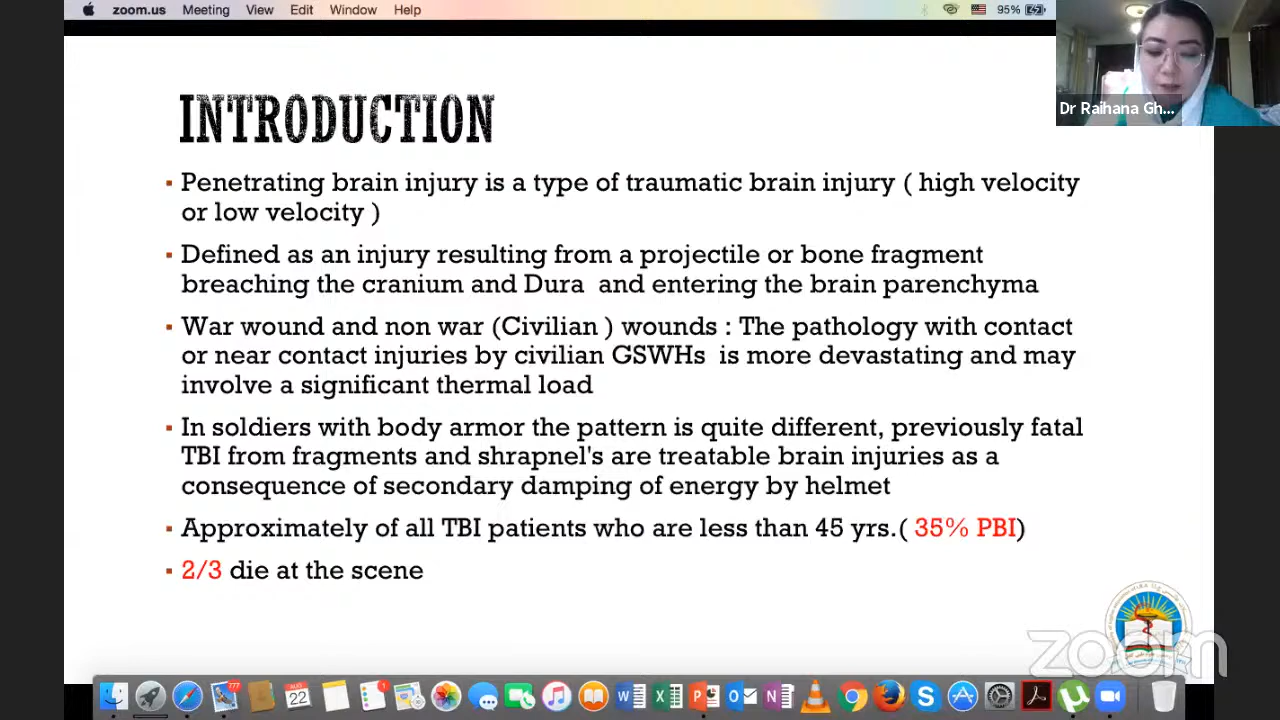 zoom.us Meeting View Edit Window Help 95%
Dr Raihana Gh...
INTRODUCTION
▪ Penetrating brain injury is a type of traumatic brain injury ( high velocity
or low velocity )
▪ Defined as an injury resulting from a projectile or bone fragment
breaching the cranium and Dura and entering the brain parenchyma
▪ War wound and non war (Civilian ) wounds : The pathology with contact
or near contact injuries by civilian GSWHs is more devastating and may
involve a significant thermal load
▪ In soldiers with body armor the pattern is quite different, previously fatal
TBI from fragments and shrapnel's are treatable brain injuries as a
consequence of secondary damping of energy by helmet
▪ Approximately of all TBI patients who are less than 45 yrs.( 35% PBI)
▪ 2/3 die at the scene
zoom
777
AUG
22
1